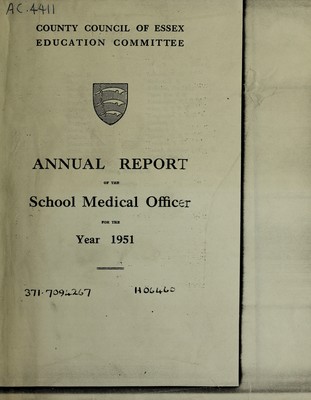 AC.4411
COUNTY COUNCIL OF ESSEX
EDUCATION COMMITTEE
ANNUAL REPORT
OF THE
School Medical Officer
FOR THE
Year 1951
371.7094267
H06460